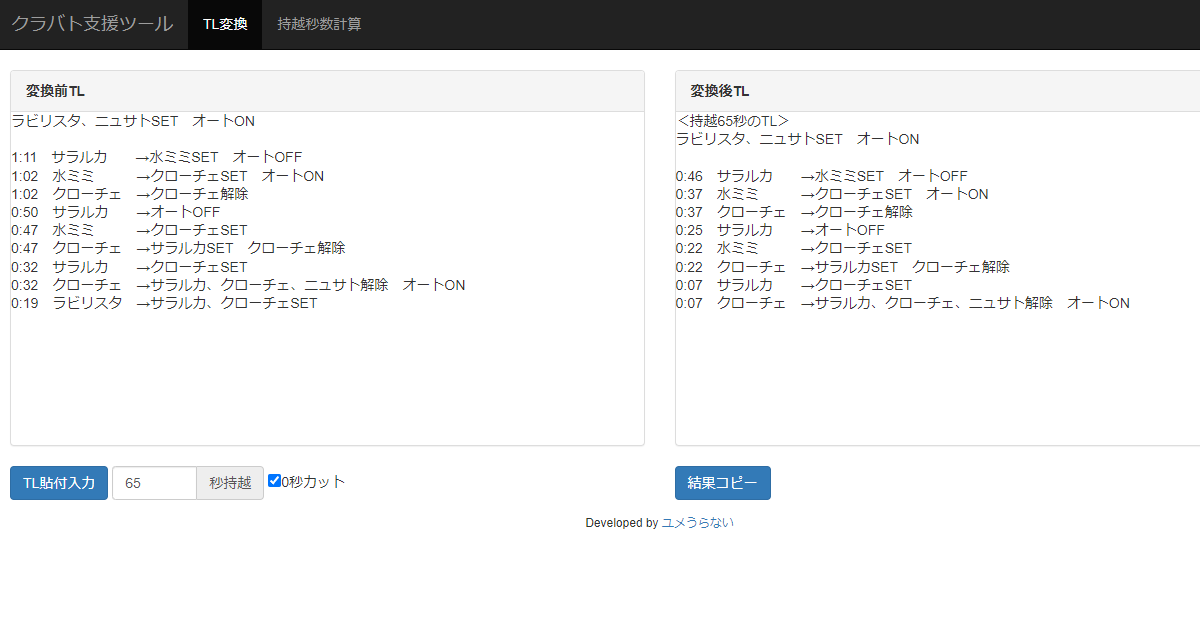 クラバト支援ツール TL変換 持越秒数計算
変換前TL
ラビリスタ、ニュサトSET　オートON
1:11　サラルカ　　→水ミミSET　オートOFF
1:02　水ミミ　　　→クローチェSET　オートON
1:02　クローチェ　→クローチェ解除
0:50　サラルカ　　→オートOFF
0:47　水ミミ　　　→クローチェSET
0:47　クローチェ　→サラルカSET　クローチェ解除
0:32　サラルカ　　→クローチェSET
0:32　クローチェ　→サラルカ、クローチェ、ニュサト解除　オートON
0:19　ラビリスタ　→サラルカ、クローチェSET
TL貼付入力 65 秒持越 0秒カット
変換後TL
＜持越65秒のTL＞
ラビリスタ、ニュサトSET　オートON
0:46　サラルカ　　→水ミミSET　オートOFF
0:37　水ミミ　　　→クローチェSET　オートON
0:37　クローチェ　→クローチェ解除
0:25　サラルカ　　→オートOFF
0:22　水ミミ　　　→クローチェSET
0:22　クローチェ　→サラルカSET　クローチェ解除
0:07　サラルカ　　→クローチェSET
0:07　クローチェ　→サラルカ、クローチェ、ニュサト解除　オートON
結果コピー
Developed by ユメうらない